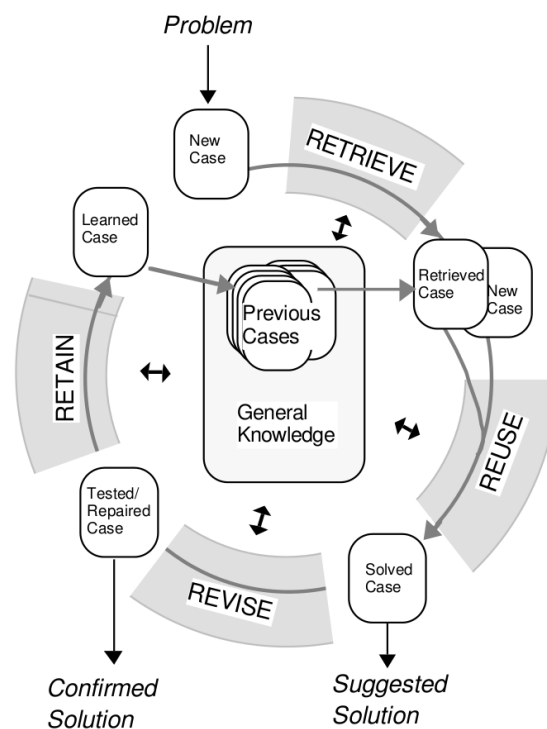 Problem
New
Case
RETRIEVE
Learned
Case
Retrieved
Case
New
Case
Previous
Cases
RETAIN
General
Knowledge
REUSE
Tested/
Repaired
Case
Solved
Case
REVISE
Confirmed
Solution
Suggested
Solution